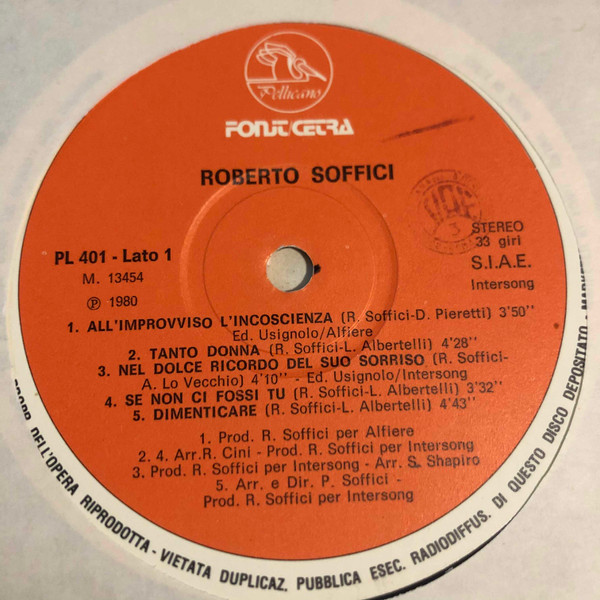 Pellicano
FONIT/CETRA
ROBERTO SOFFICI
PL 401 - Lato 1
M. 13454
℗ 1980
STEREO
33 giri
S.I.A.E.
Intersong
1. ALL'IMPROVVISO L'INCOSCIENZA (R. Soffici-D. Pieretti) 3'50''
Ed. Usignolo/Alfiere
2. TANTO DONNA (R. Soffici-L. Albertelli) 4'28''
3. NEL DOLCE RICORDO DEL SUO SORRISO (R. Soffici-
A. Lo Vecchio) 4'10'' - Ed. Usignolo/Intersong
4. SE NON CI FOSSI TU (R. Soffici-L. Albertelli) 3'32''
5. DIMENTICARE (R. Soffici-L. Albertelli) 4'43''
1. Prod. R. Soffici per Alfiere
2. 4. Arr.R. Cini - Prod. R. Soffici per Intersong
3. Prod. R. Soffici per Intersong - Arr. S. Shapiro
5. Arr. e Dir. P. Soffici -
Prod. R. Soffici per Intersong
DELL'OPERA RIPRODOTTA - VIETATA DUPLICAZ. PUBBLICA ESEC. RADIODIFFUS. DI QUESTO DISCO DEPOSITATO -